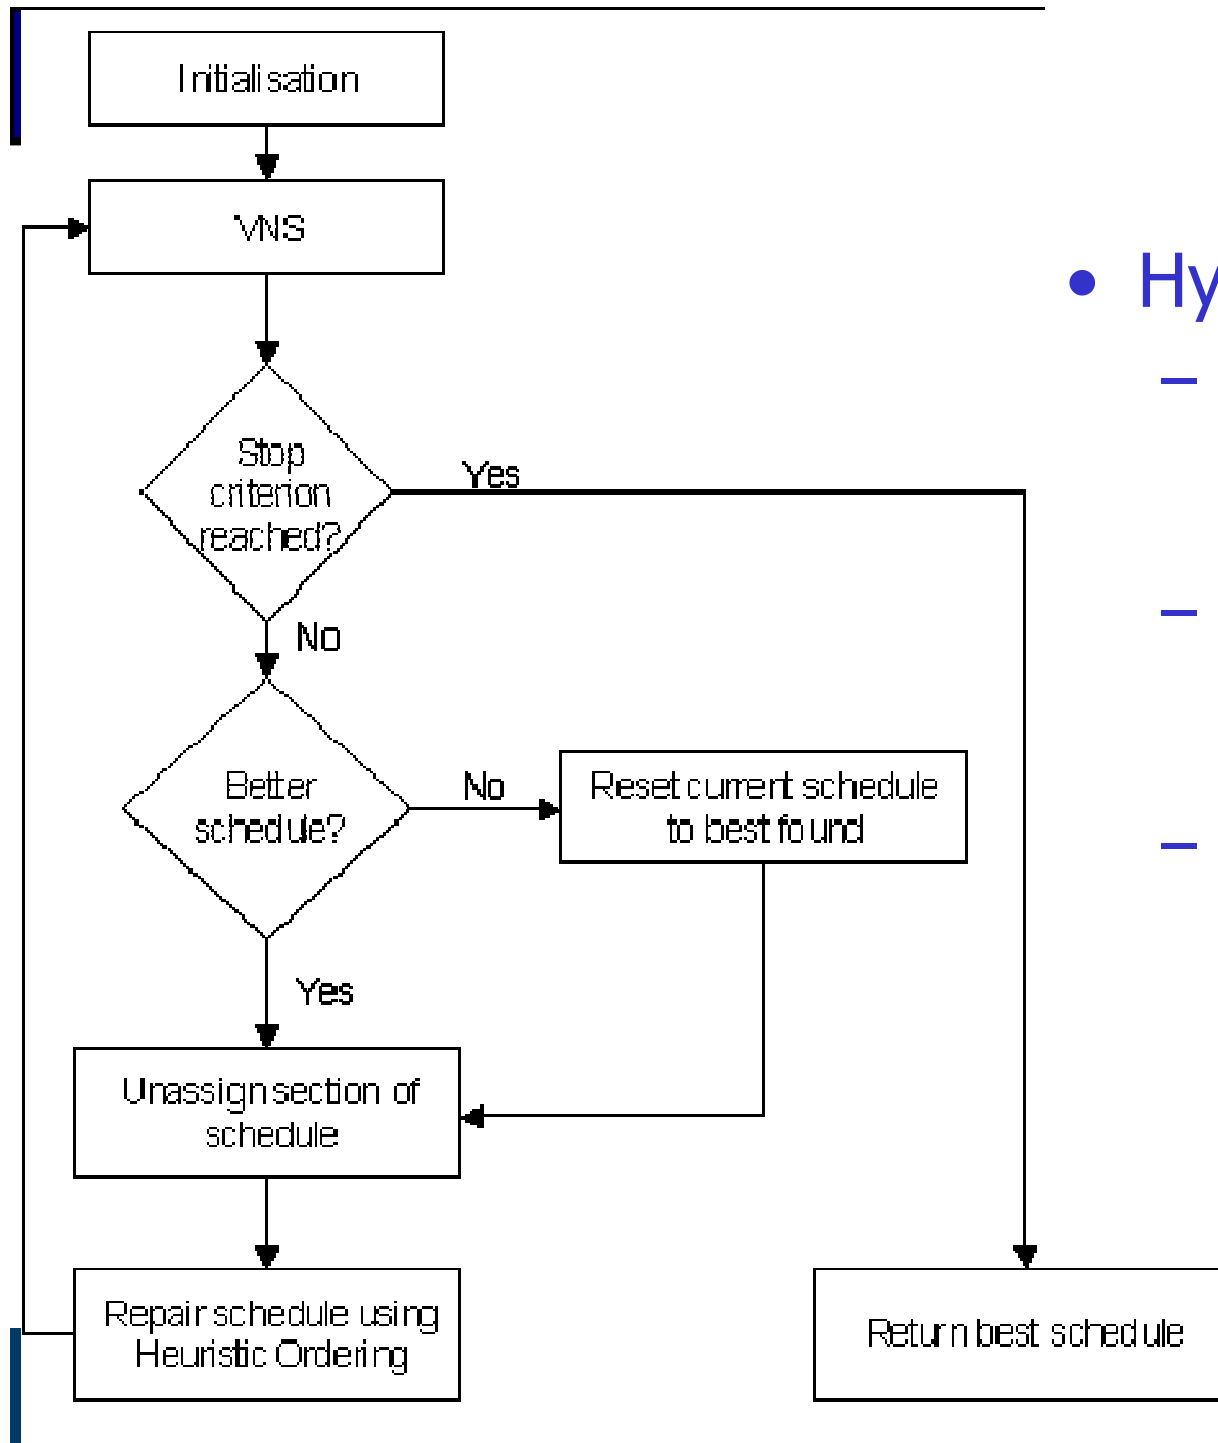 Initialisation
VNS
Stop
criterion
reached?
Yes
No
Better
schedule?
No
Reset current schedule
to best found
Yes
Unassign section of
schedule
Repair schedule using
Heuristic Ordering
Return best schedule
• Hy
–
–
–